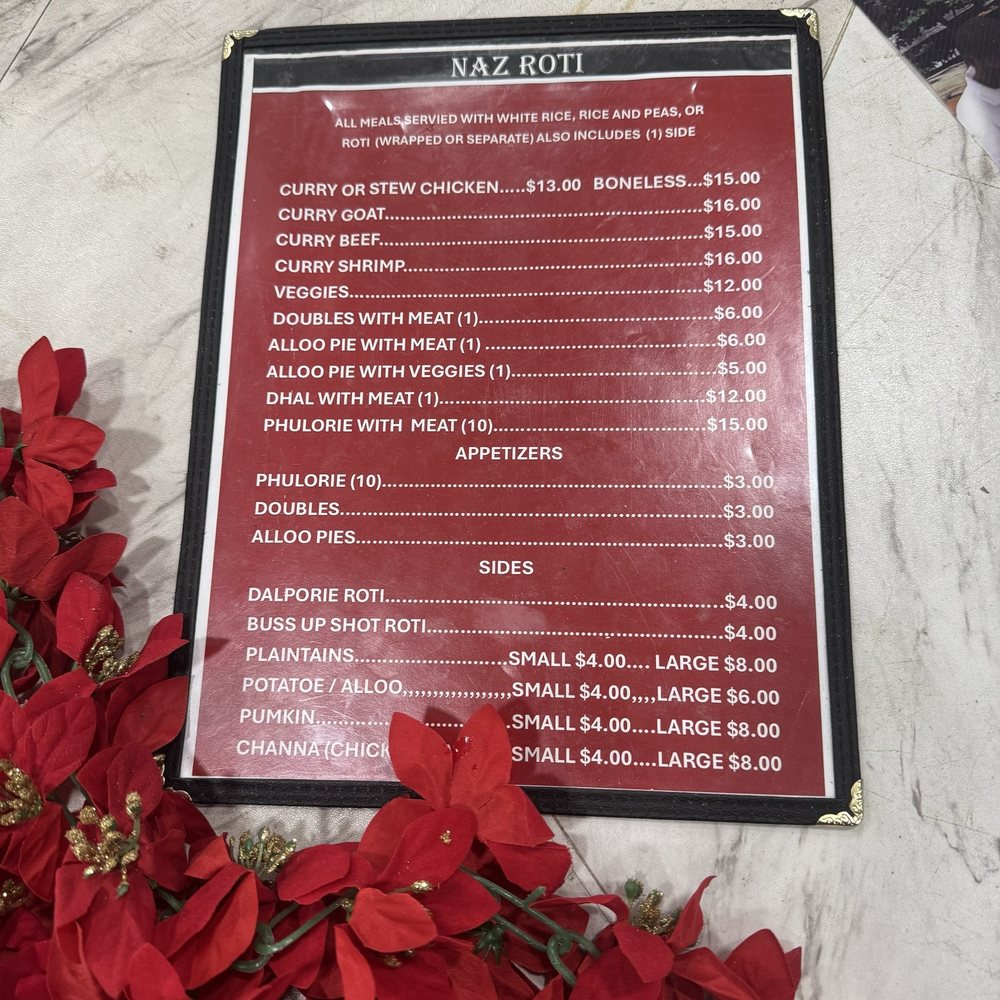 NAZ ROTI
ALL MEALS SERVIED WITH WHITE RICE, RICE AND PEAS, OR
ROTI (WRAPPED OR SEPARATE) ALSO INCLUDES (1) SIDE
CURRY OR STEW CHICKEN.....$13.00 BONELESS...$15.00
CURRY GOAT..........$16.00
CURRY BEEF..........$15.00
CURRY SHRIMP..........$16.00
VEGGIES..........$12.00
DOUBLES WITH MEAT (1)..........$6.00
ALLOO PIE WITH MEAT (1) ..........$6.00
ALLOO PIE WITH VEGGIES (1)..........$5.00
DHAL WITH MEAT (1)..........$12.00
PHULORIE WITH MEAT (10)..........$15.00
APPETIZERS
PHULORIE (10)..........$3.00
DOUBLES..........$3.00
ALLOO PIES..........$3.00
SIDES
DALPORIE ROTI..........$4.00
BUSS UP SHOT ROTI..........$4.00
PLAINTAINS..........SMALL $4.00.... LARGE $8.00
POTATOE / ALLOO,,,,,,,,,,,,,,,,,,SMALL $4.00,,,,LARGE $6.00
PUMKIN..........SMALL $4.00....LARGE $8.00
CHANNA (CHICK SMALL $4.00....LARGE $8.00